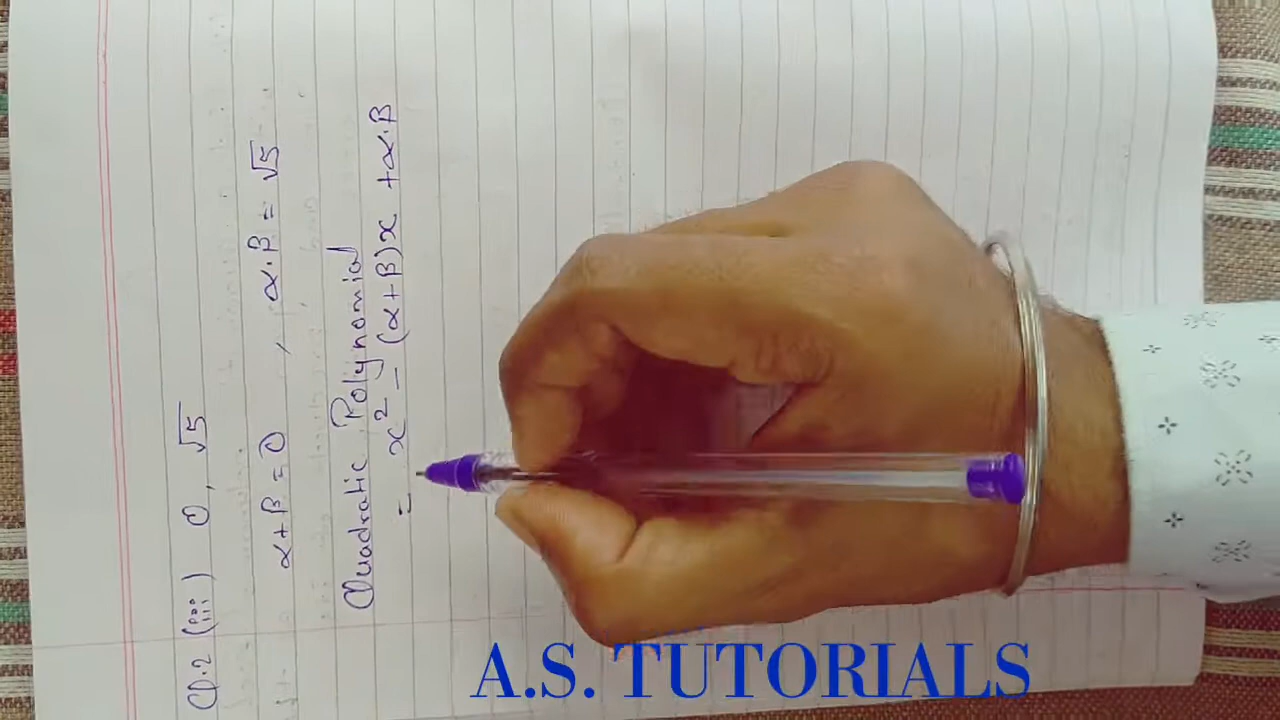 Q.2 (iii) 0, √5
α+β = 0 , α.β = √5
Quadratic Polynomial
= x² - (α+β)x + α.β
A.S. TUTORIALS